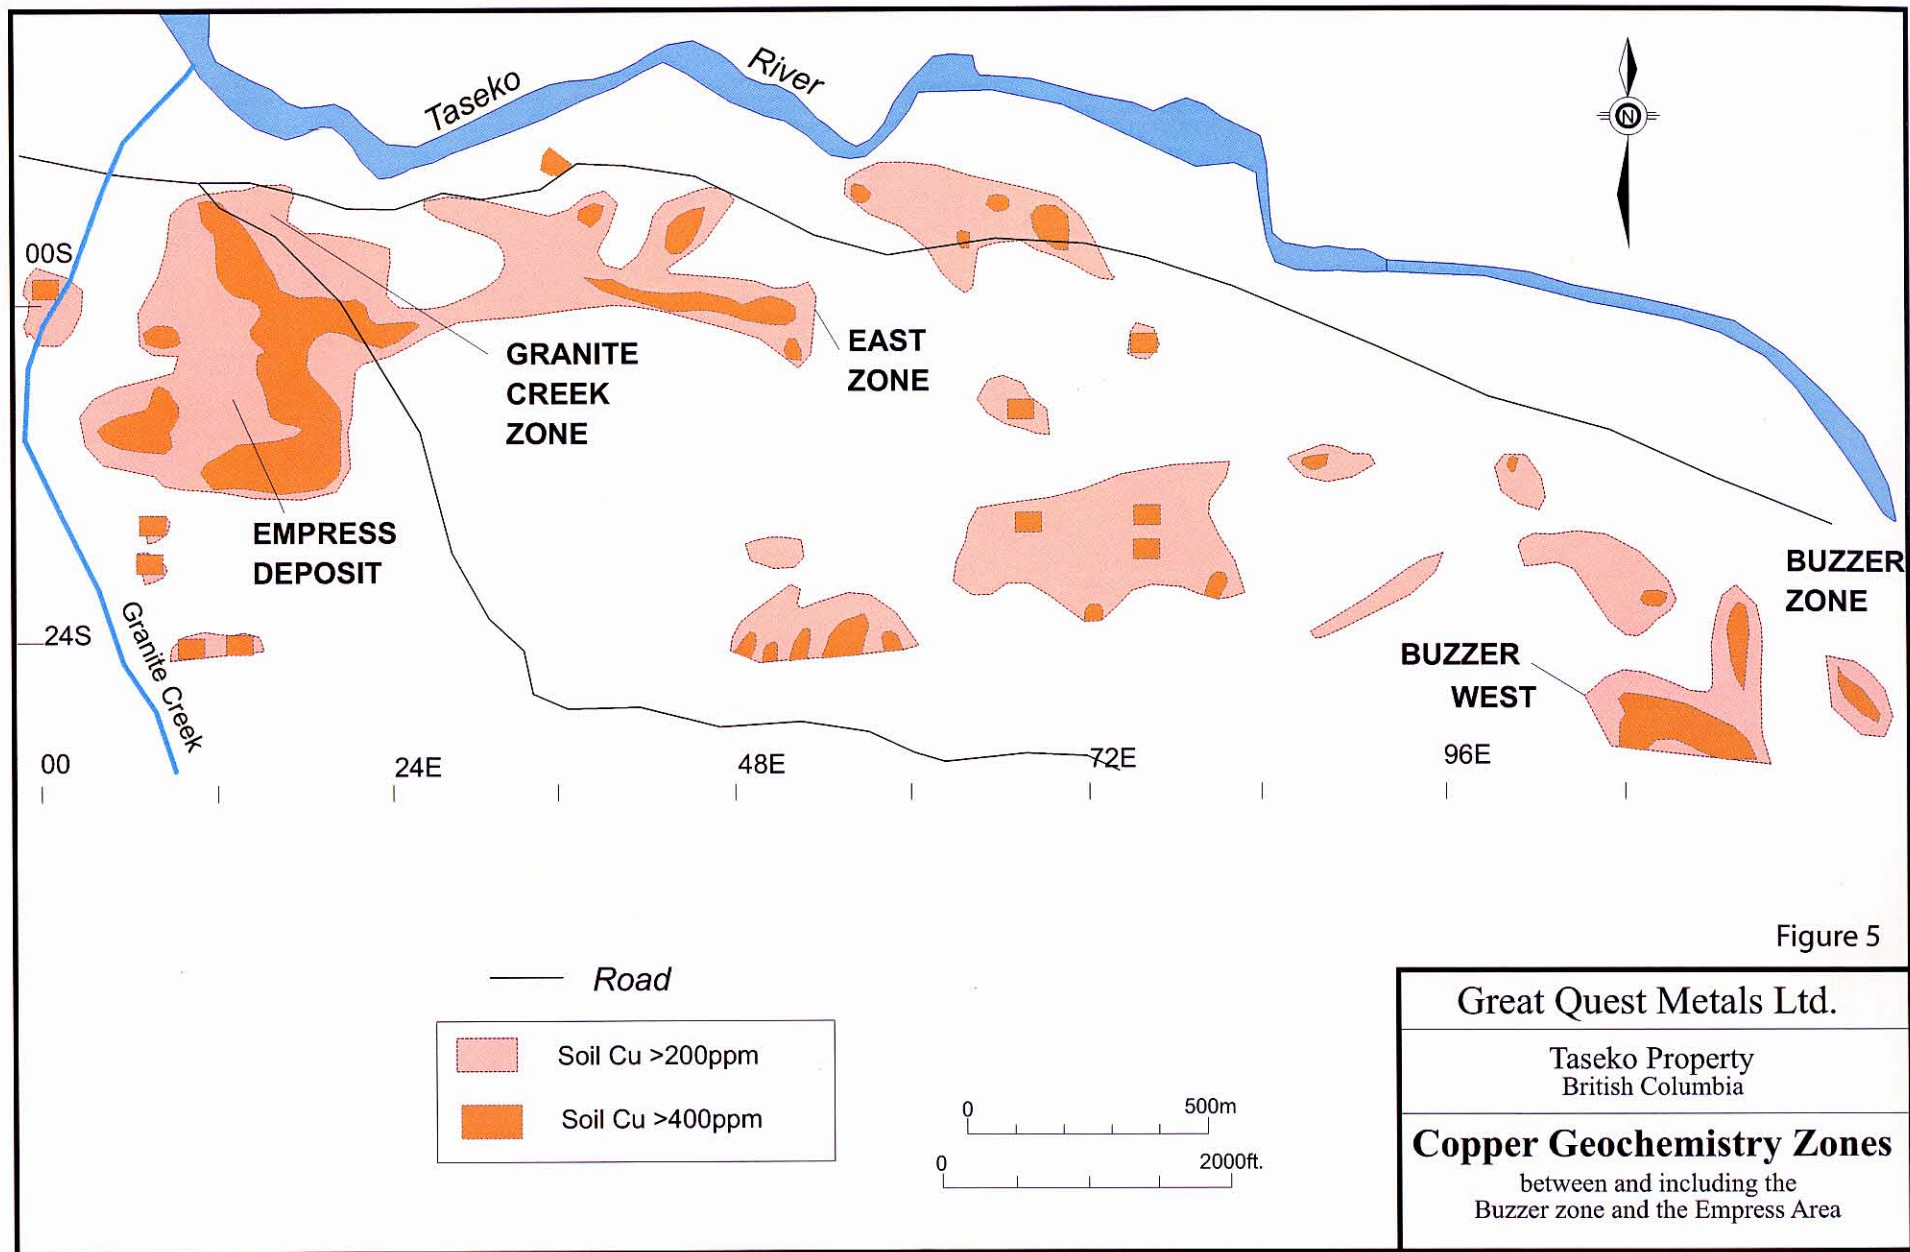 Taseko River
N
00S
GRANITE
CREEK
ZONE
EAST
ZONE
EMPRESS
DEPOSIT
BUZZER
ZONE
Granite Creek
24S
BUZZER
WEST
00
24E
48E
72E
96E
Figure 5
Road
Soil Cu >200ppm
Soil Cu >400ppm
0 500m
0 2000ft.
Great Quest Metals Ltd.
Taseko Property
British Columbia
Copper Geochemistry Zones
between and including the
Buzzer zone and the Empress Area